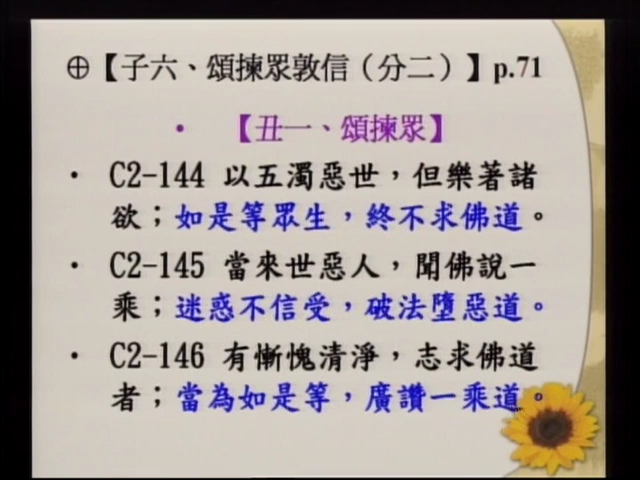 ⊕【子六、頌揀眾敦信（分二）】p.71
• 【丑一、頌揀眾】
• C2-144 以五濁惡世，但樂著諸
欲；如是等眾生，終不求佛道。
• C2-145 當來世惡人，聞佛說一
乘；迷惑不信受，破法墮惡道。
• C2-146 有慚愧清淨，志求佛道
者；當為如是等，廣讚一乘道。